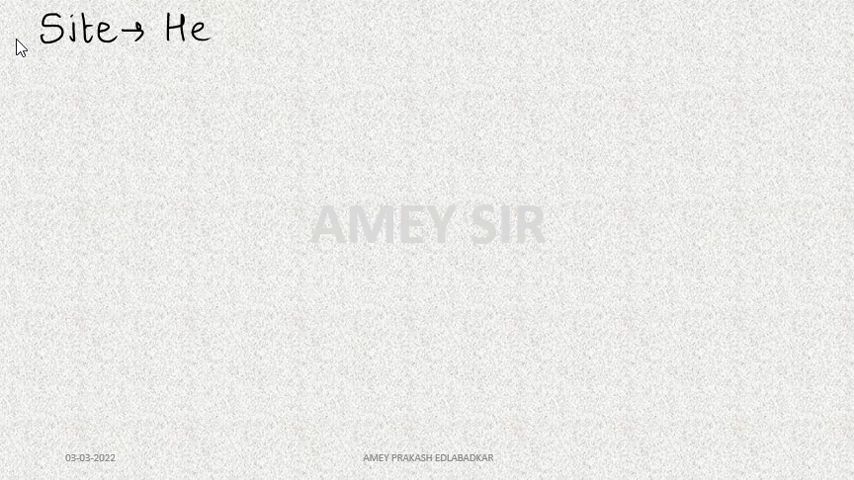 Site→ He
AMEY SIR
03-03-2022
AMEY PRAKASH EDLABADKAR